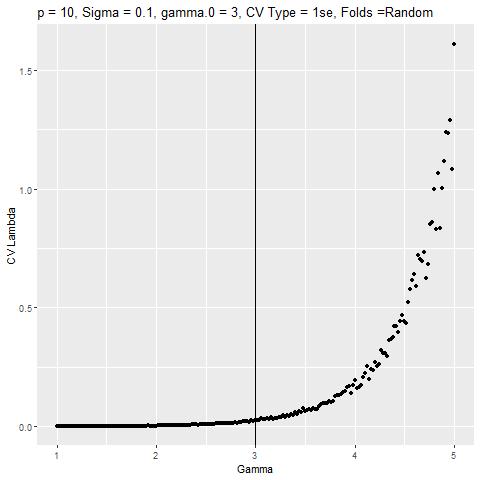 p = 10, Sigma = 0.1, gamma.0 = 3, CV Type = 1se, Folds =Random
1.5
1.0
0.5
0.0
CV Lambda
1 2 3 4 5
Gamma